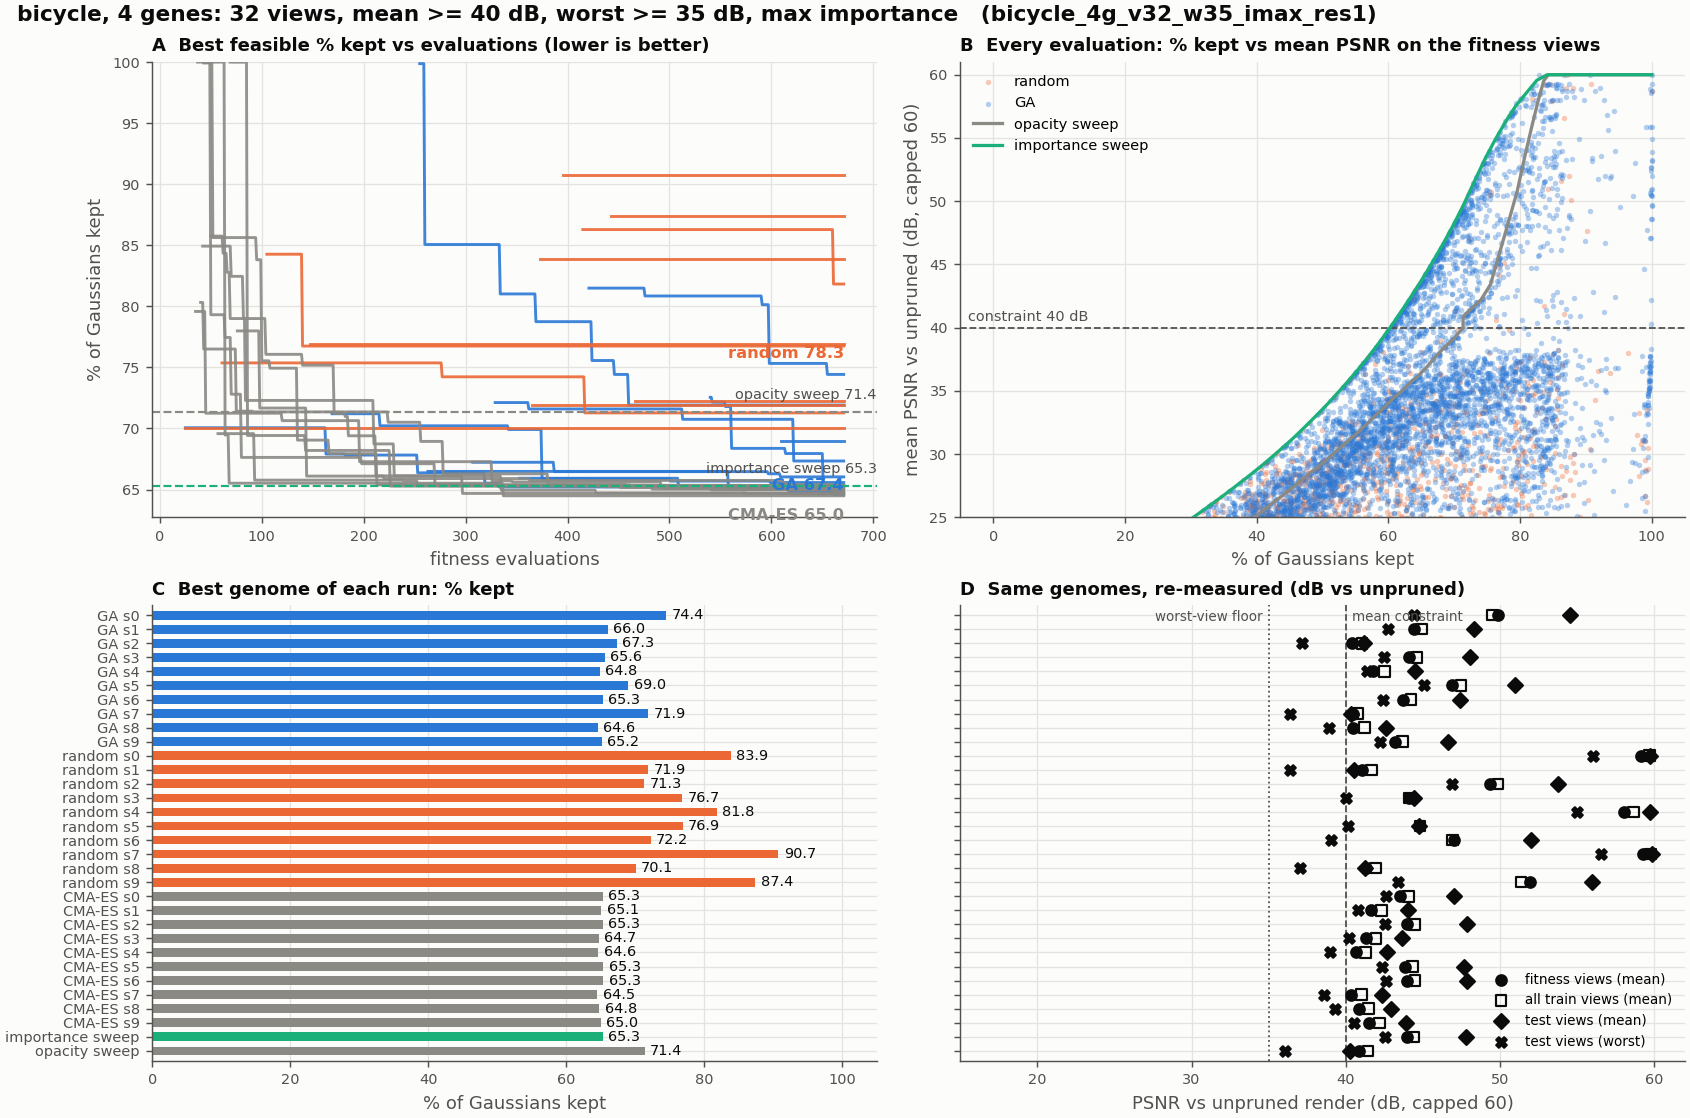 bicycle, 4 genes: 32 views, mean >= 40 dB, worst >= 35 dB, max importance (bicycle_4g_v32_w35_imax_res1)
A Best feasible % kept vs evaluations (lower is better)
100
95
90
85
80
75
70
65
% of Gaussians kept
random 78.3
opacity sweep 71.4
importance sweep 65.3
GA 67.4
CMA-ES 65.0
0 100 200 300 400 500 600 700
fitness evaluations
B Every evaluation: % kept vs mean PSNR on the fitness views
60
55
50
45
40
35
30
25
mean PSNR vs unpruned (dB, capped 60)
random
GA
opacity sweep
importance sweep
constraint 40 dB
0 20 40 60 80 100
% of Gaussians kept
C Best genome of each run: % kept
GA s0 74.4
GA s1 66.0
GA s2 67.3
GA s3 65.6
GA s4 64.8
GA s5 69.0
GA s6 65.3
GA s7 71.9
GA s8 64.6
GA s9 65.2
random s0 83.9
random s1 71.9
random s2 71.3
random s3 76.7
random s4 81.8
random s5 76.9
random s6 72.2
random s7 90.7
random s8 70.1
random s9 87.4
CMA-ES s0 65.3
CMA-ES s1 65.1
CMA-ES s2 65.3
CMA-ES s3 64.7
CMA-ES s4 64.6
CMA-ES s5 65.3
CMA-ES s6 65.3
CMA-ES s7 64.5
CMA-ES s8 64.8
CMA-ES s9 65.0
importance sweep 65.3
opacity sweep 71.4
0 20 40 60 80 100
% of Gaussians kept
D Same genomes, re-measured (dB vs unpruned)
worst-view floor
mean constraint
fitness views (mean)
all train views (mean)
test views (mean)
test views (worst)
20 30 40 50 60
PSNR vs unpruned render (dB, capped 60)